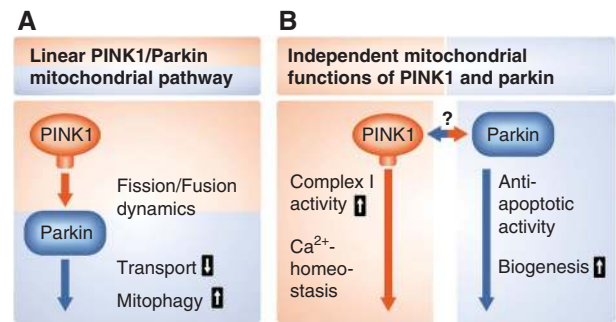 A
Linear PINK1/Parkin
mitochondrial pathway
PINK1
Fission/Fusion
dynamics
Parkin
Transport ⬇
Mitophagy ⬆
B
Independent mitochondrial
functions of PINK1 and parkin
?
PINK1
Parkin
Complex I
activity ⬆
Ca²⁺-
homeo-
stasis
Anti-
apoptotic
activity
Biogenesis ⬆